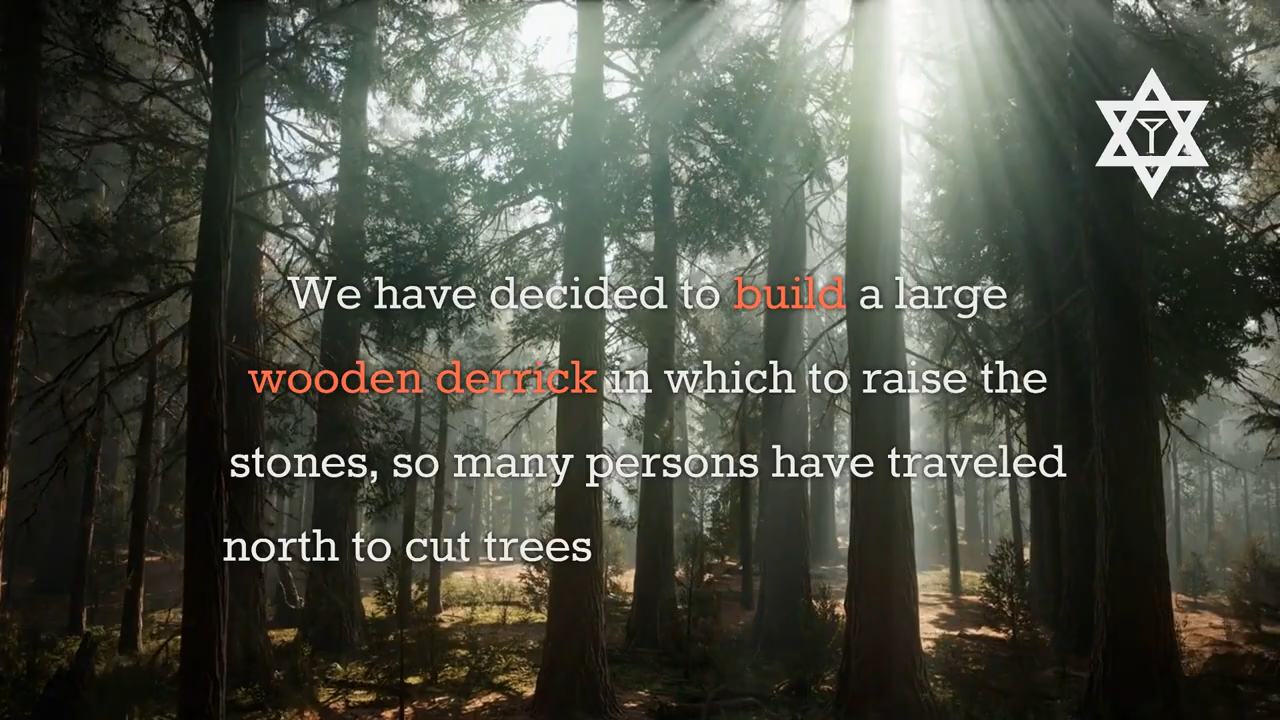 We have decided to build a large
wooden derrick in which to raise the
stones, so many persons have traveled
north to cut trees